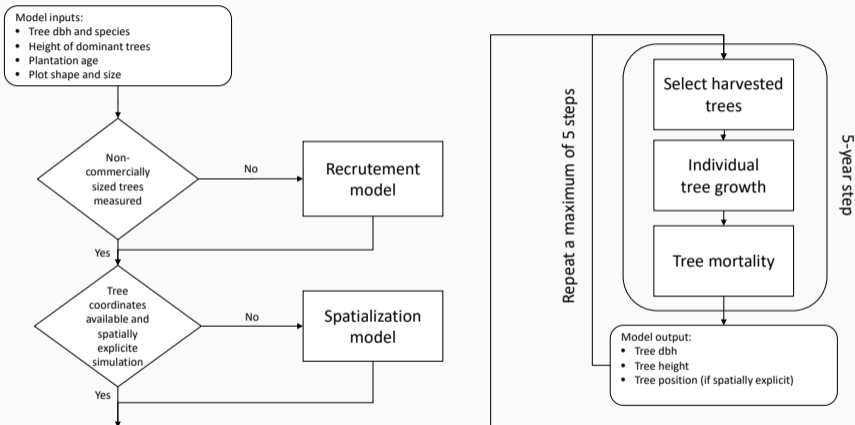 Model inputs:
• Tree dbh and species
• Height of dominant trees
• Plantation age
• Plot shape and size
Non-
commercially
sized trees
measured
No
Recrutement
model
Yes
Tree
coordinates
available and
spatially
explicite
simulation
No
Spatialization
model
Yes
Repeat a maximum of 5 steps
Select harvested
trees
Individual
tree growth
Tree mortality
5-year step
Model output:
• Tree dbh
• Tree height
• Tree position (if spatially explicit)